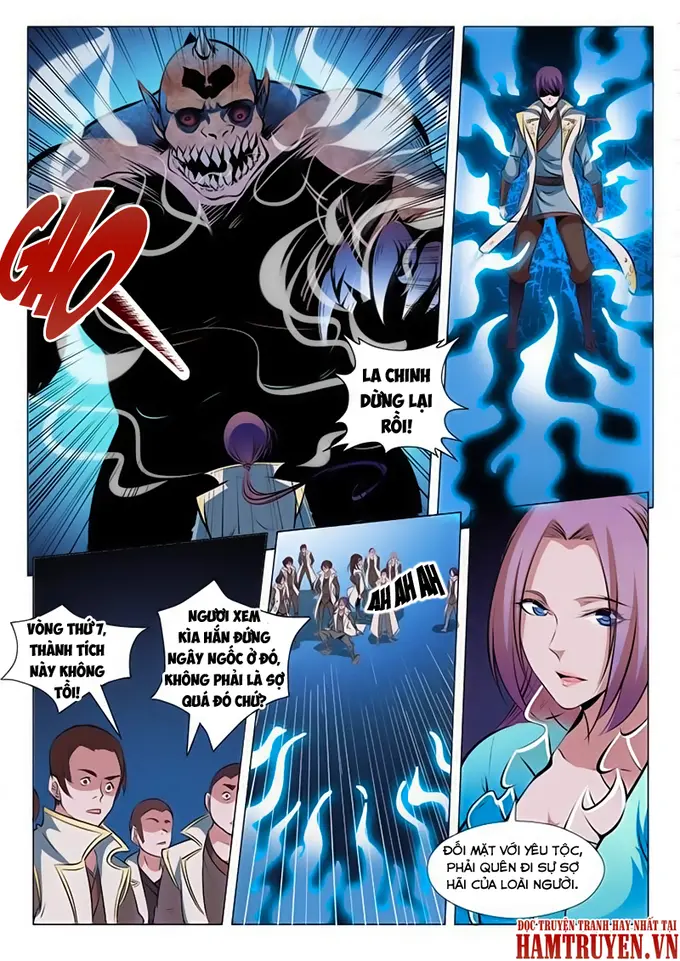 GAO
LA CHINH
DỪNG LẠI
RỒI!
VÒNG THỨ 7,
THÀNH TÍCH
NÀY KHÔNG
TỒI!
NGƯỜI XEM
KÌA HẮN ĐỨNG
NGÂY NGỐC Ở ĐÓ,
KHÔNG PHẢI LÀ SỢ
QUÁ ĐÓ CHỨ?
AH AH AH
ĐỐI MẶT VỚI YÊU TỘC,
PHẢI QUÊN ĐI SỰ SỢ
HÃI CỦA LOÀI NGƯỜI.
ĐỌC TRUYỆN TRANH HAY NHẤT TẠI
HAMTRUYEN.VN